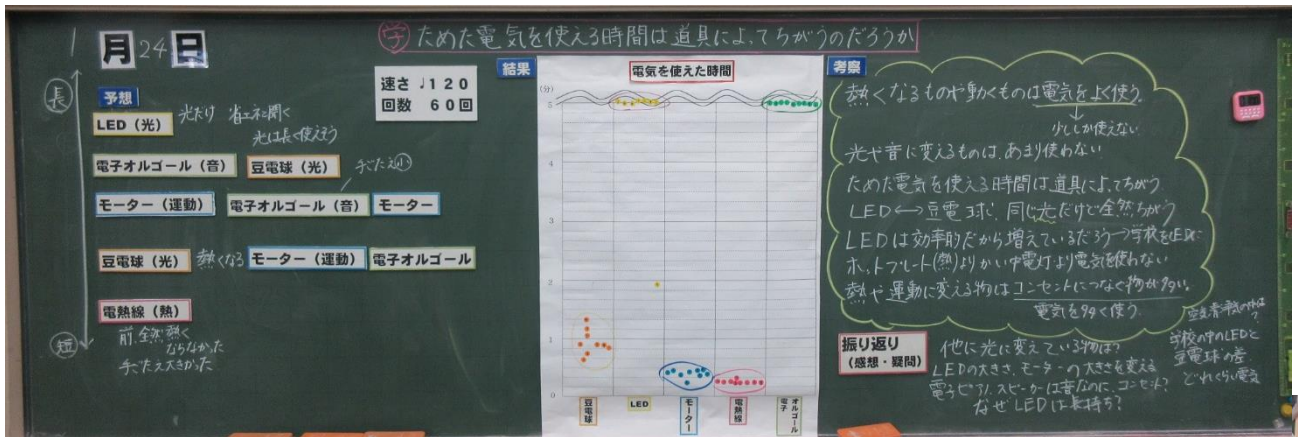 1月24日
学 ためた電気を使える時間は道具によってちがうのだろうか
長
予想
LED(光)
光だけ 省エネと聞く
光は長く使えそう
電子オルゴール(音)
豆電球(光)
手ごたえ小
モーター(運動)
電子オルゴール(音)
モーター
豆電球(光)
熱くなる
モーター(運動)
電子オルゴール
電熱線(熱)
前、全然熱く
ならなかった
手ごたえ大きかった
短
速さ ♩120
回数 60回
結果
電気を使えた時間
(分)
5
4
3
2
1
0
豆電球
LED
モーター
電熱線
電子オルゴール
考察
熱くなるものや動くものは電気をよく使う。
少ししか使えない
光や音に変えるものは、あまり使わない
ためた電気を使える時間は道具によってちがう
LED↔豆電球 同じ光だけど全然ちがう
LEDは効率的だから増えているだろう→学校をLEDに
ホットプレート(熱)よりかい中電灯より電気を使わない
熱や運動に変える物はコンセントにつなぐ物が多い。
電気を多く使う
振り返り
(感想・疑問)
他に光に変えている物は?
LEDの大きさ、モーターの大きさを変える
電子ピアノ、スピーカーは音なのに、コンセント?
なぜLEDは長持ち?
学校の中のLEDと
豆電球の差
どれくらい電気